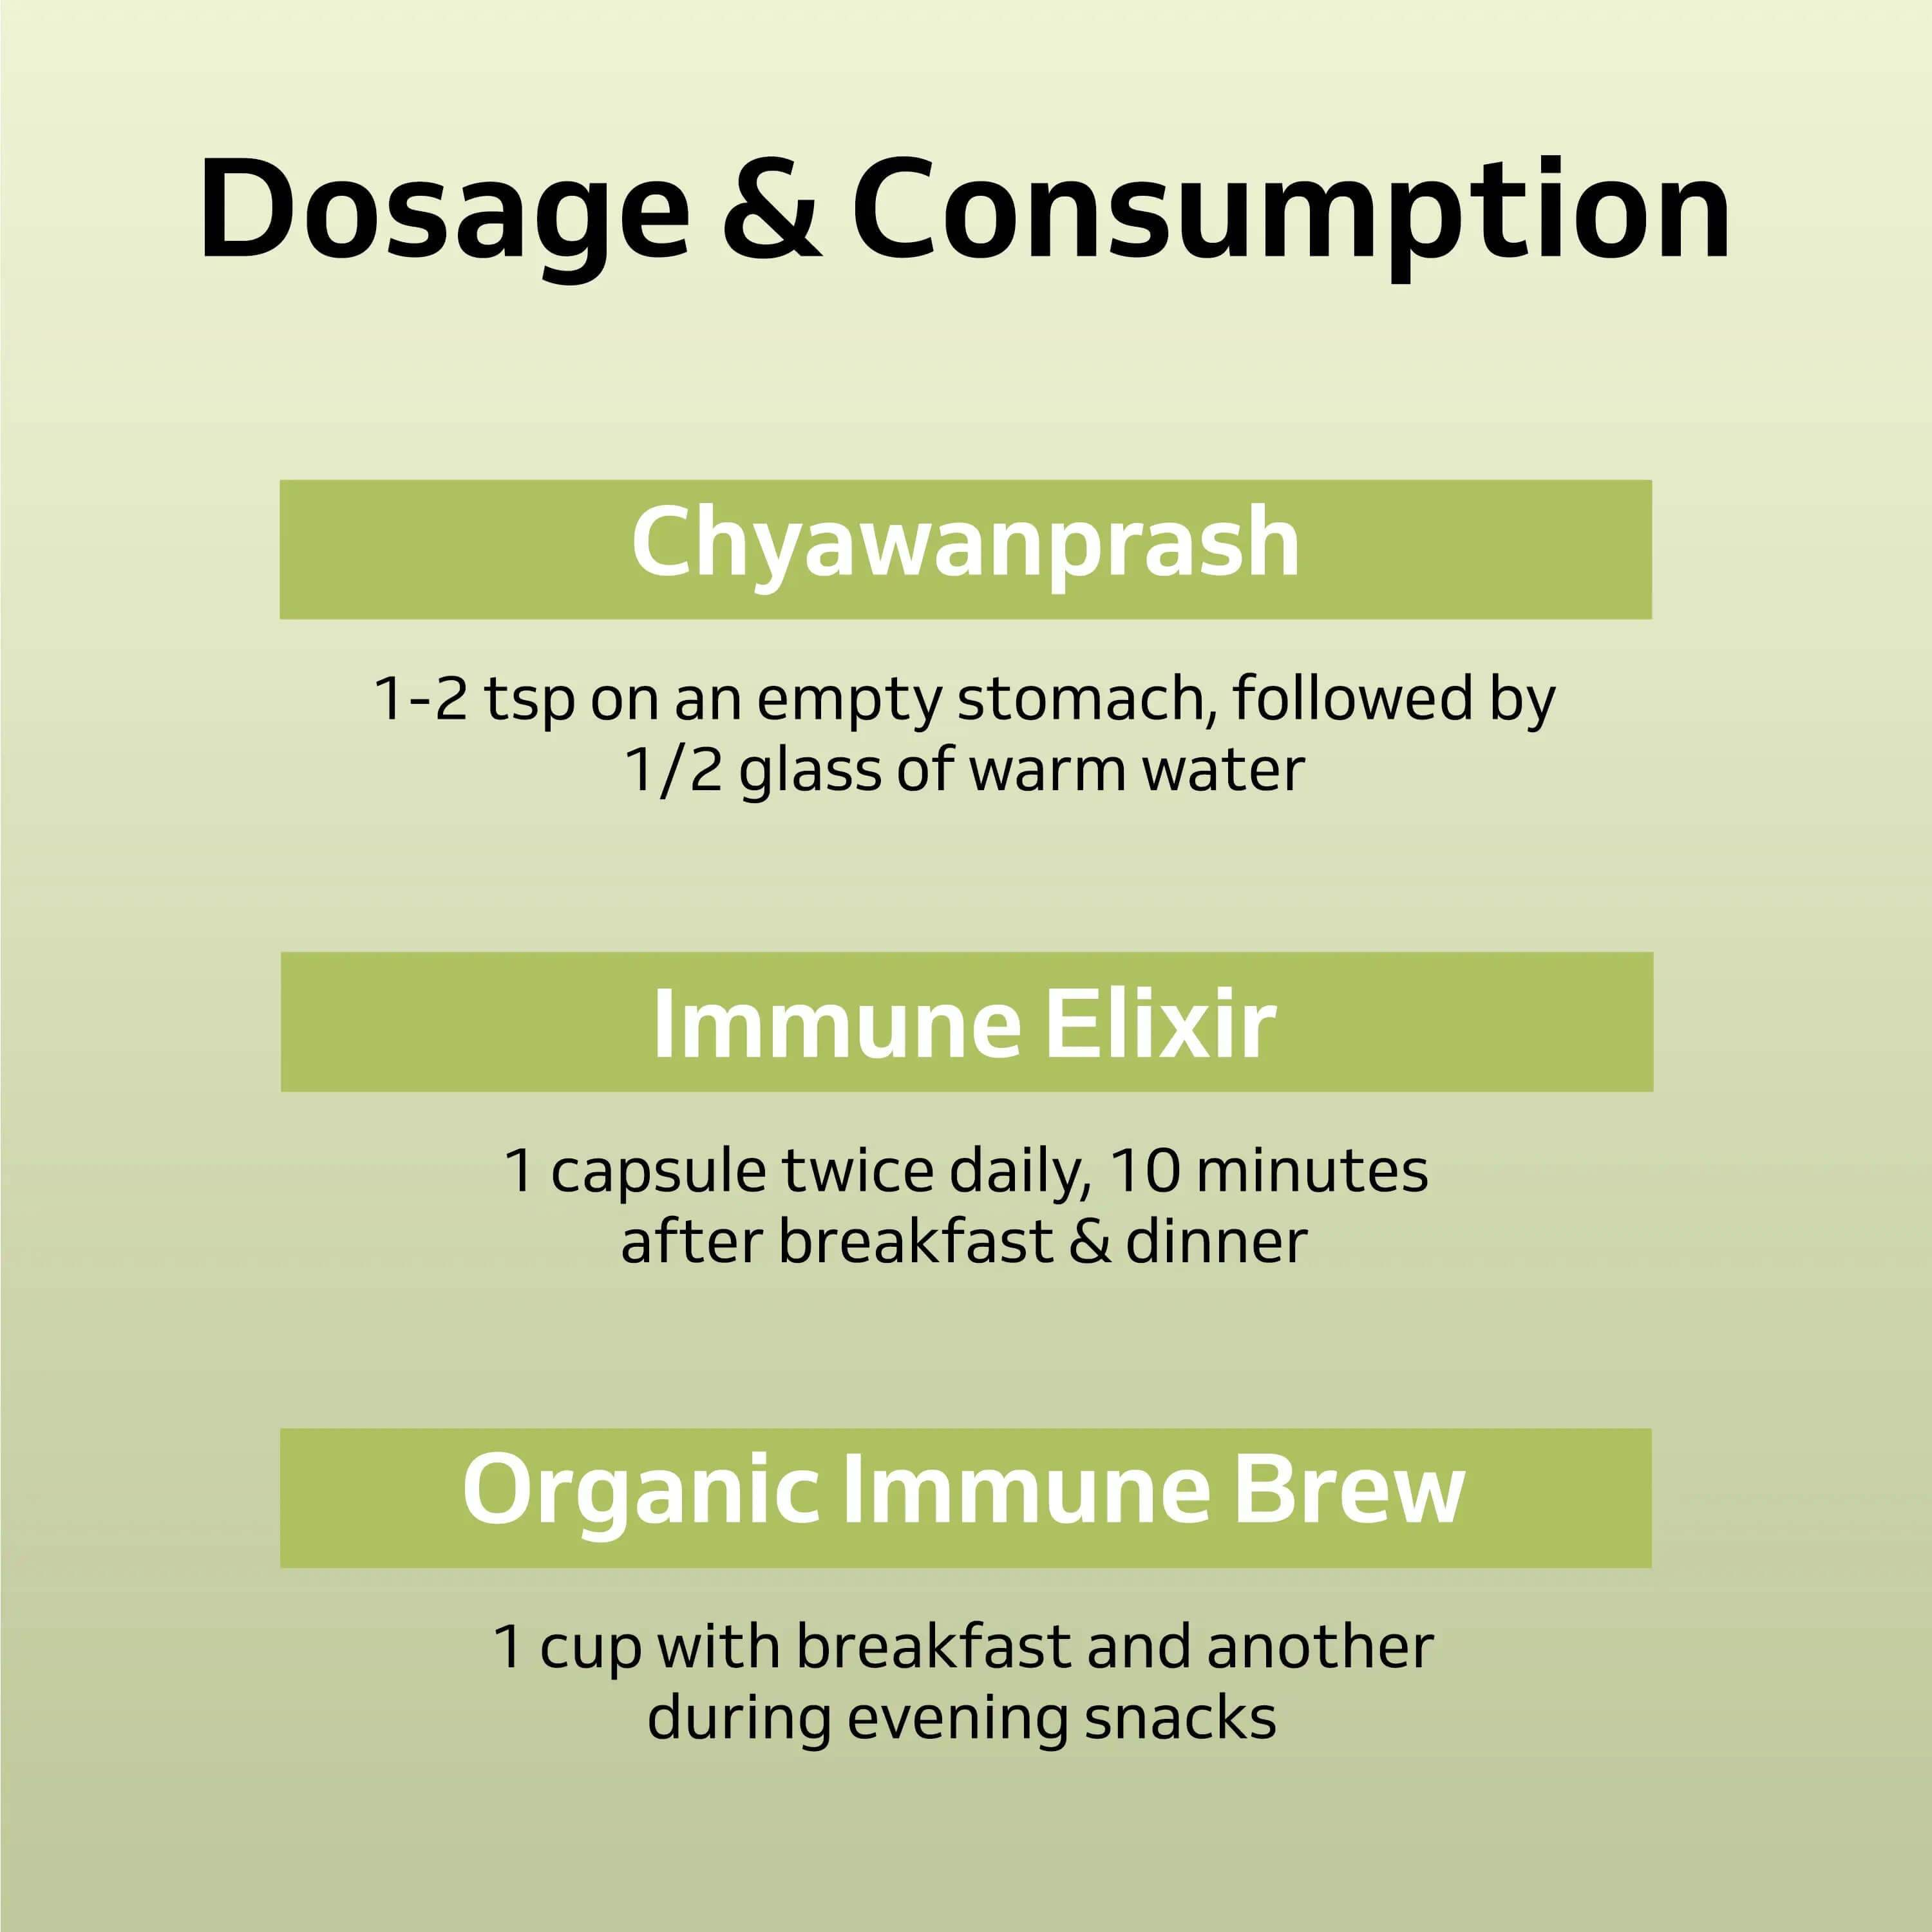 Dosage & Consumption
Chyawanprash
1-2 tsp on an empty stomach, followed by
1/2 glass of warm water
Immune Elixir
1 capsule twice daily, 10 minutes
after breakfast & dinner
Organic Immune Brew
1 cup with breakfast and another
during evening snacks